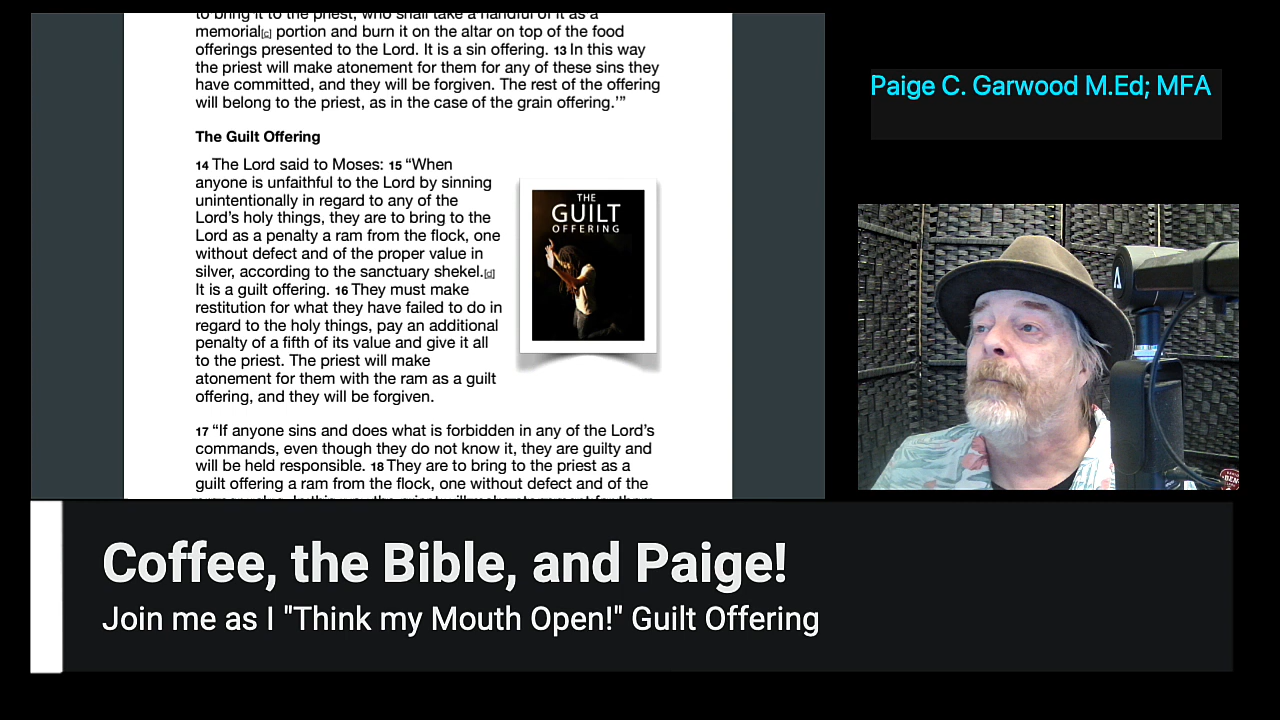 to bring it to the priest, who shall take a handful of it as a
memorial[c] portion and burn it on the altar on top of the food
offerings presented to the Lord. It is a sin offering. 13 In this way
the priest will make atonement for them for any of these sins they
have committed, and they will be forgiven. The rest of the offering
will belong to the priest, as in the case of the grain offering.’”
The Guilt Offering
14 The Lord said to Moses: 15 “When
anyone is unfaithful to the Lord by sinning
unintentionally in regard to any of the
Lord’s holy things, they are to bring to the
Lord as a penalty a ram from the flock, one
without defect and of the proper value in
silver, according to the sanctuary shekel.[d]
It is a guilt offering. 16 They must make
restitution for what they have failed to do in
regard to the holy things, pay an additional
penalty of a fifth of its value and give it all
to the priest. The priest will make
atonement for them with the ram as a guilt
offering, and they will be forgiven.
THE
GUILT
OFFERING
17 “If anyone sins and does what is forbidden in any of the Lord’s
commands, even though they do not know it, they are guilty and
will be held responsible. 18 They are to bring to the priest as a
guilt offering a ram from the flock, one without defect and of the
Paige C. Garwood M.Ed; MFA
Coffee, the Bible, and Paige!
Join me as I "Think my Mouth Open!" Guilt Offering